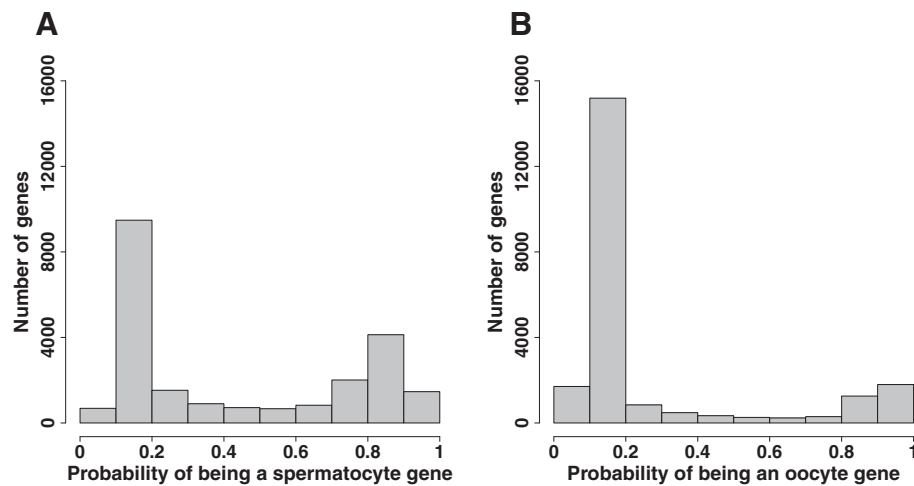 A
Number of genes
16000
12000
8000
4000
0
0 0.2 0.4 0.6 0.8 1
Probability of being a spermatocyte gene
B
Number of genes
16000
12000
8000
4000
0
0 0.2 0.4 0.6 0.8 1
Probability of being an oocyte gene